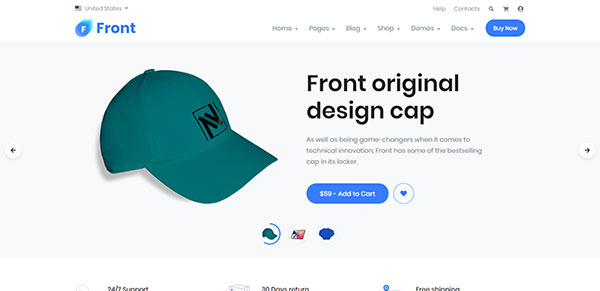 United States
Help Contacts
Front
Home Pages Blog Shop Demos Docs Buy Now
Front original
design cap
As well as being game-changers when it comes to
technical innovation, Front has some of the bestselling
cap in its locker.
$59 - Add to Cart
24/7 Support
30 Days return
Free shipping